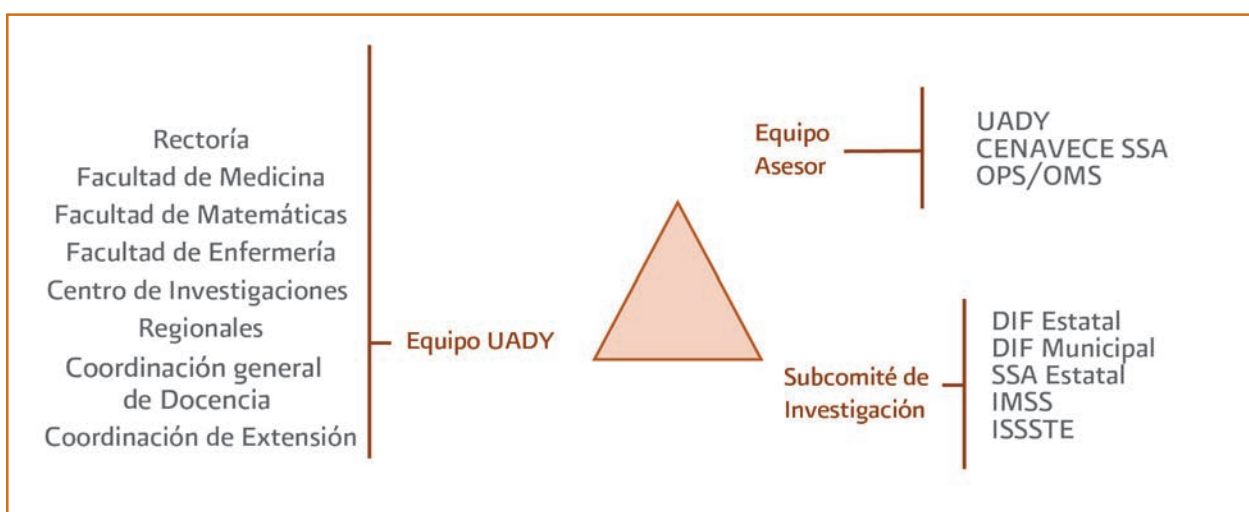 Rectoría
Facultad de Medicina
Facultad de Matemáticas
Facultad de Enfermería
Centro de Investigaciones
Regionales
Coordinación general
de Docencia
Coordinación de Extensión
Equipo UADY
Equipo
Asesor
UADY
CENAVECE SSA
OPS/OMS
Subcomité de
Investigación
DIF Estatal
DIF Municipal
SSA Estatal
IMSS
ISSSTE